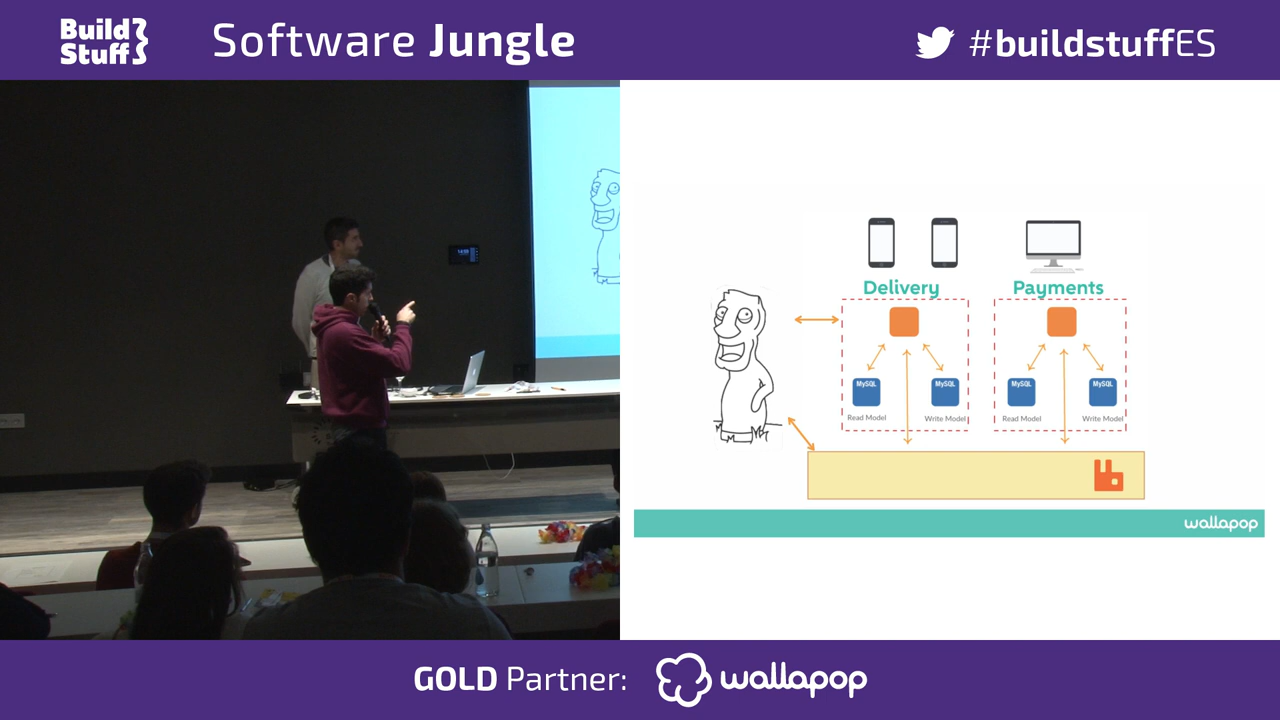 Build
Stuff
Software Jungle
#buildstuffES
Delivery
Payments
MySQL
MySQL
MySQL
MySQL
Read Model
Write Model
Read Model
Write Model
wallapop
GOLD Partner:
wallapop